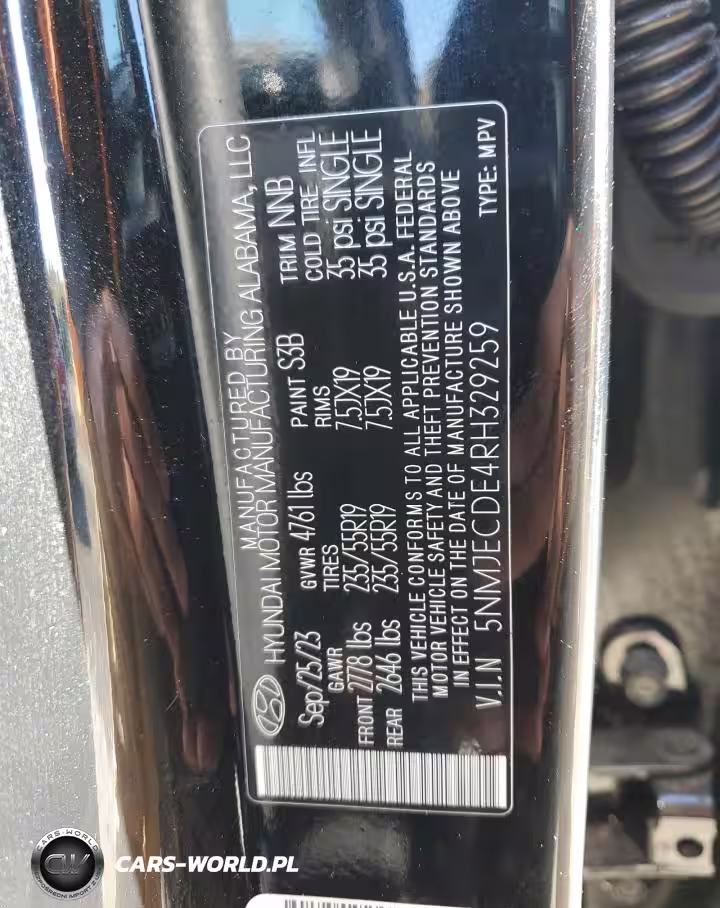 MANUFACTURED BY
HYUNDAI MOTOR MANUFACTURING ALABAMA, LLC
Sep/25/23 GVWR 4761 lbs PAINT S3B TRIM NNB
GAWR TIRES RIMS COLD TIRE INFL
FRONT 2778 lbs 235/55R19 7.5JX19 35 psi SINGLE
REAR 2646 lbs 235/55R19 7.5JX19 35 psi SINGLE
THIS VEHICLE CONFORMS TO ALL APPLICABLE U.S.A. FEDERAL
MOTOR VEHICLE SAFETY AND THEFT PREVENTION STANDARDS
IN EFFECT ON THE DATE OF MANUFACTURE SHOWN ABOVE
V.I.N 5NMJECDE4RH329259 TYPE: MPV
CARS-WORLD
CW
CARS-WORLD.PL